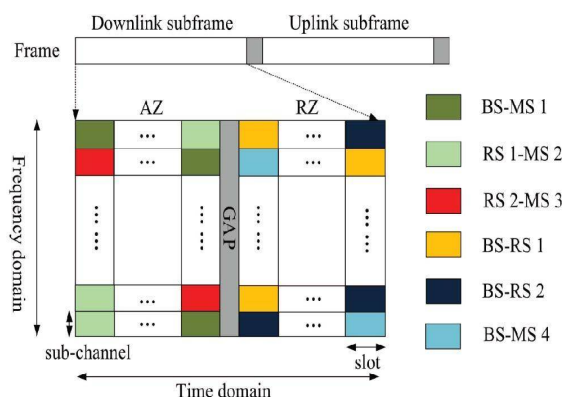 Downlink subframe
Uplink subframe
Frame
AZ
RZ
BS-MS 1
RS 1-MS 2
RS 2-MS 3
BS-RS 1
BS-RS 2
BS-MS 4
Frequency domain
GAP
sub-channel
slot
Time domain